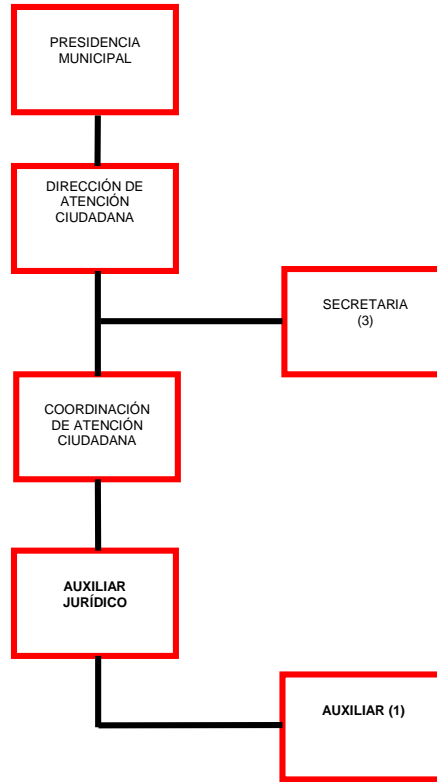 PRESIDENCIA
MUNICIPAL
DIRECCIÓN DE
ATENCIÓN
CIUDADANA
SECRETARIA
(3)
COORDINACIÓN
DE ATENCIÓN
CIUDADANA
AUXILIAR
JURÍDICO
AUXILIAR (1)